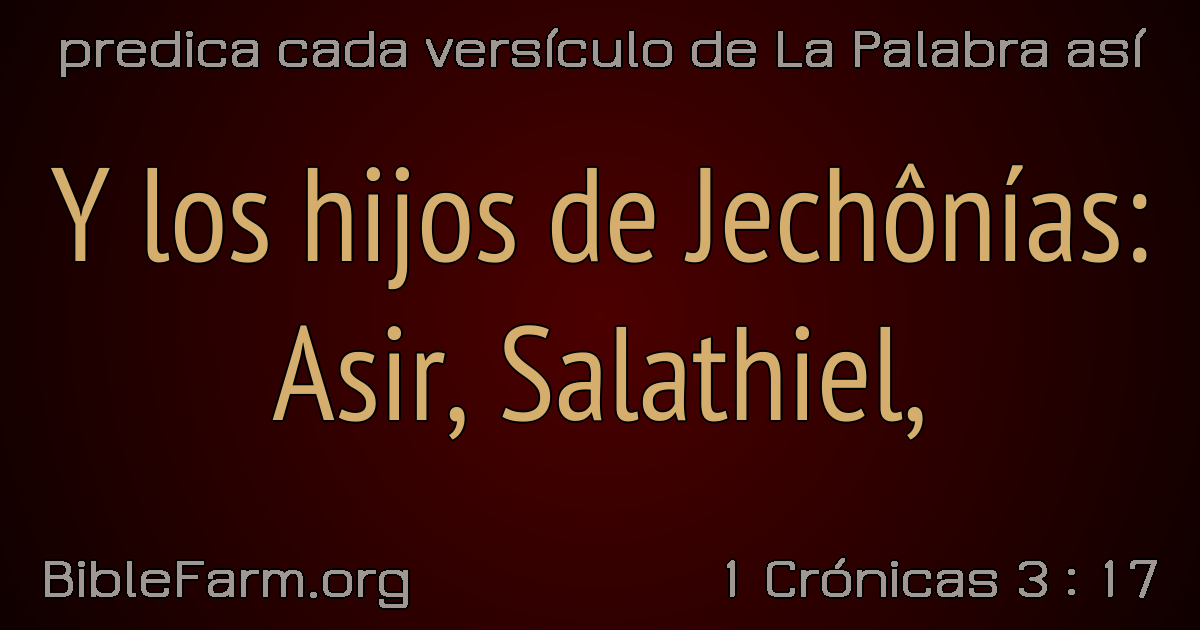 predica cada versículo de La Palabra así
Y los hijos de Jechônías:
Asir, Salathiel,
BibleFarm.org
1 Crónicas 3 : 17